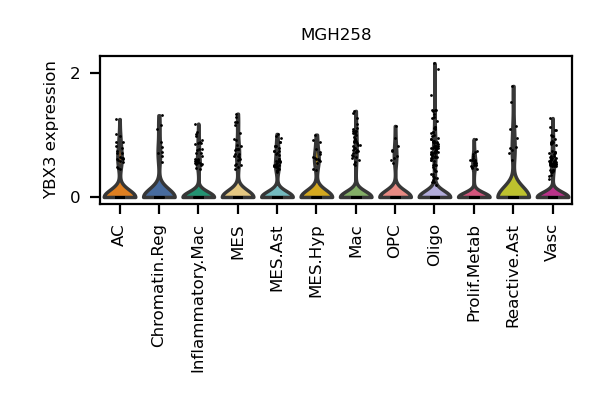 MGH258
YBX3 expression
2
0
AC
Chromatin.Reg
Inflammatory.Mac
MES
MES.Ast
MES.Hyp
Mac
OPC
Oligo
Prolif.Metab
Reactive.Ast
Vasc